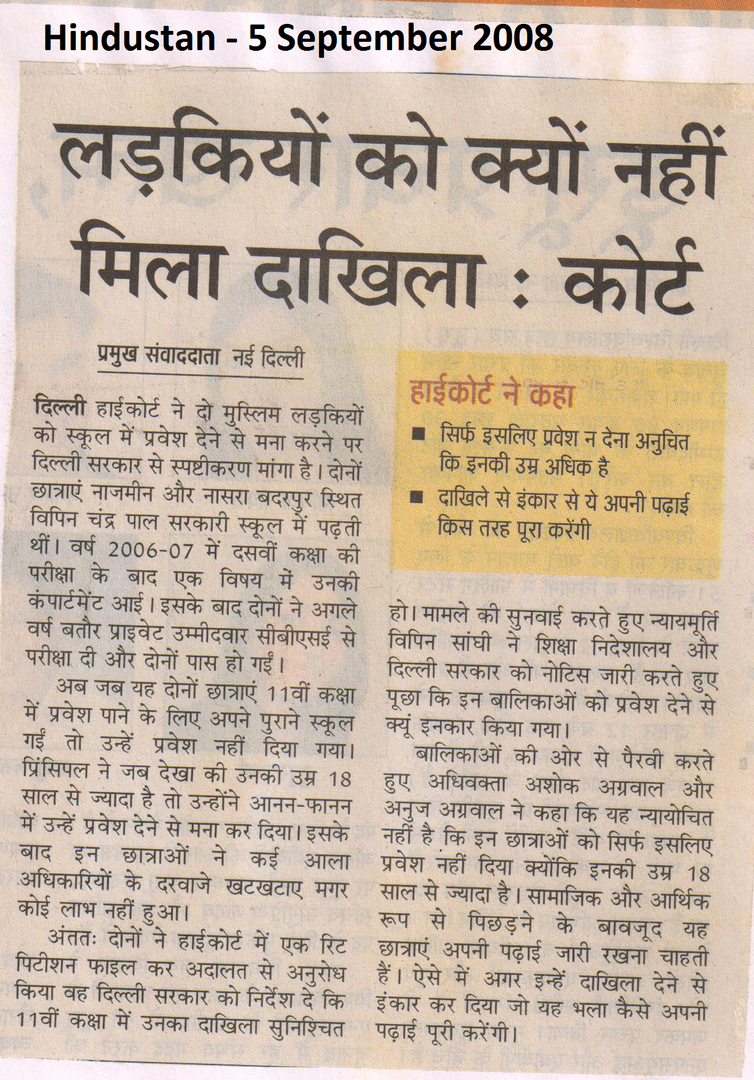 Hindustan - 5 September 2008
लड़कियों को क्यों नहीं
मिला दाखिला : कोर्ट
प्रमुख संवाददाता नई दिल्ली
दिल्ली हाईकोर्ट ने दो मुस्लिम लड़कियों
को स्कूल में प्रवेश देने से मना करने पर
दिल्ली सरकार से स्पष्टीकरण मांगा है। दोनों
छात्राएं नाजमीन और नासरा बदरपुर स्थित
विपिन चंद्र पाल सरकारी स्कूल में पढ़ती
थीं। वर्ष 2006-07 में दसवीं कक्षा की
परीक्षा के बाद एक विषय में उनकी
कंपार्टमेंट आई। इसके बाद दोनों ने अगले
वर्ष बतौर प्राइवेट उम्मीदवार सीबीएसई से
परीक्षा दी और दोनों पास हो गईं।
अब जब यह दोनों छात्राएं 11वीं कक्षा
में प्रवेश पाने के लिए अपने पुराने स्कूल
गईं तो उन्हें प्रवेश नहीं दिया गया।
प्रिंसिपल ने जब देखा की उनकी उम्र 18
साल से ज्यादा है तो उन्होंने आनन-फानन
में उन्हें प्रवेश देने से मना कर दिया। इसके
बाद इन छात्राओं ने कई आला
अधिकारियों के दरवाजे खटखटाए मगर
कोई लाभ नहीं हुआ।
अंततः दोनों ने हाईकोर्ट में एक रिट
पिटीशन फाइल कर अदालत से अनुरोध
किया वह दिल्ली सरकार को निर्देश दे कि
11वीं कक्षा में उनका दाखिला सुनिश्चित
हाईकोर्ट ने कहा
■ सिर्फ इसलिए प्रवेश न देना अनुचित
कि इनकी उम्र अधिक है
■ दाखिले से इंकार से ये अपनी पढ़ाई
किस तरह पूरा करेंगी
हो। मामले की सुनवाई करते हुए न्यायमूर्ति
विपिन सांघी ने शिक्षा निदेशालय और
दिल्ली सरकार को नोटिस जारी करते हुए
पूछा कि इन बालिकाओं को प्रवेश देने से
क्यूं इनकार किया गया।
बालिकाओं की ओर से पैरवी करते
हुए अधिवक्ता अशोक अग्रवाल और
अनुज अग्रवाल ने कहा कि यह न्यायोचित
नहीं है कि इन छात्राओं को सिर्फ इसलिए
प्रवेश नहीं दिया क्योंकि इनकी उम्र 18
साल से ज्यादा है। सामाजिक और आर्थिक
रूप से पिछड़ने के बावजूद यह
छात्राएं अपनी पढ़ाई जारी रखना चाहती
हैं। ऐसे में अगर इन्हें दाखिला देने से
इंकार कर दिया जो यह भला कैसे अपनी
पढ़ाई पूरी करेंगी।